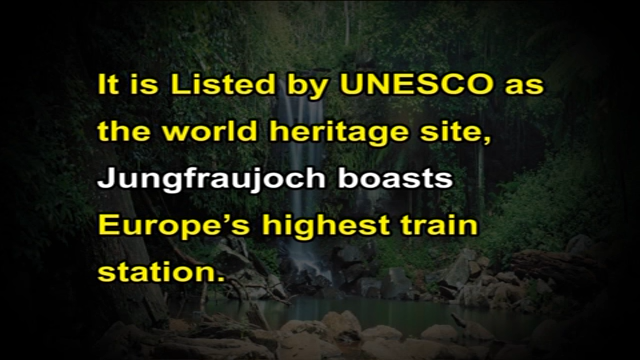 It is Listed by UNESCO as
the world heritage site,
Jungfraujoch boasts
Europe’s highest train
station.